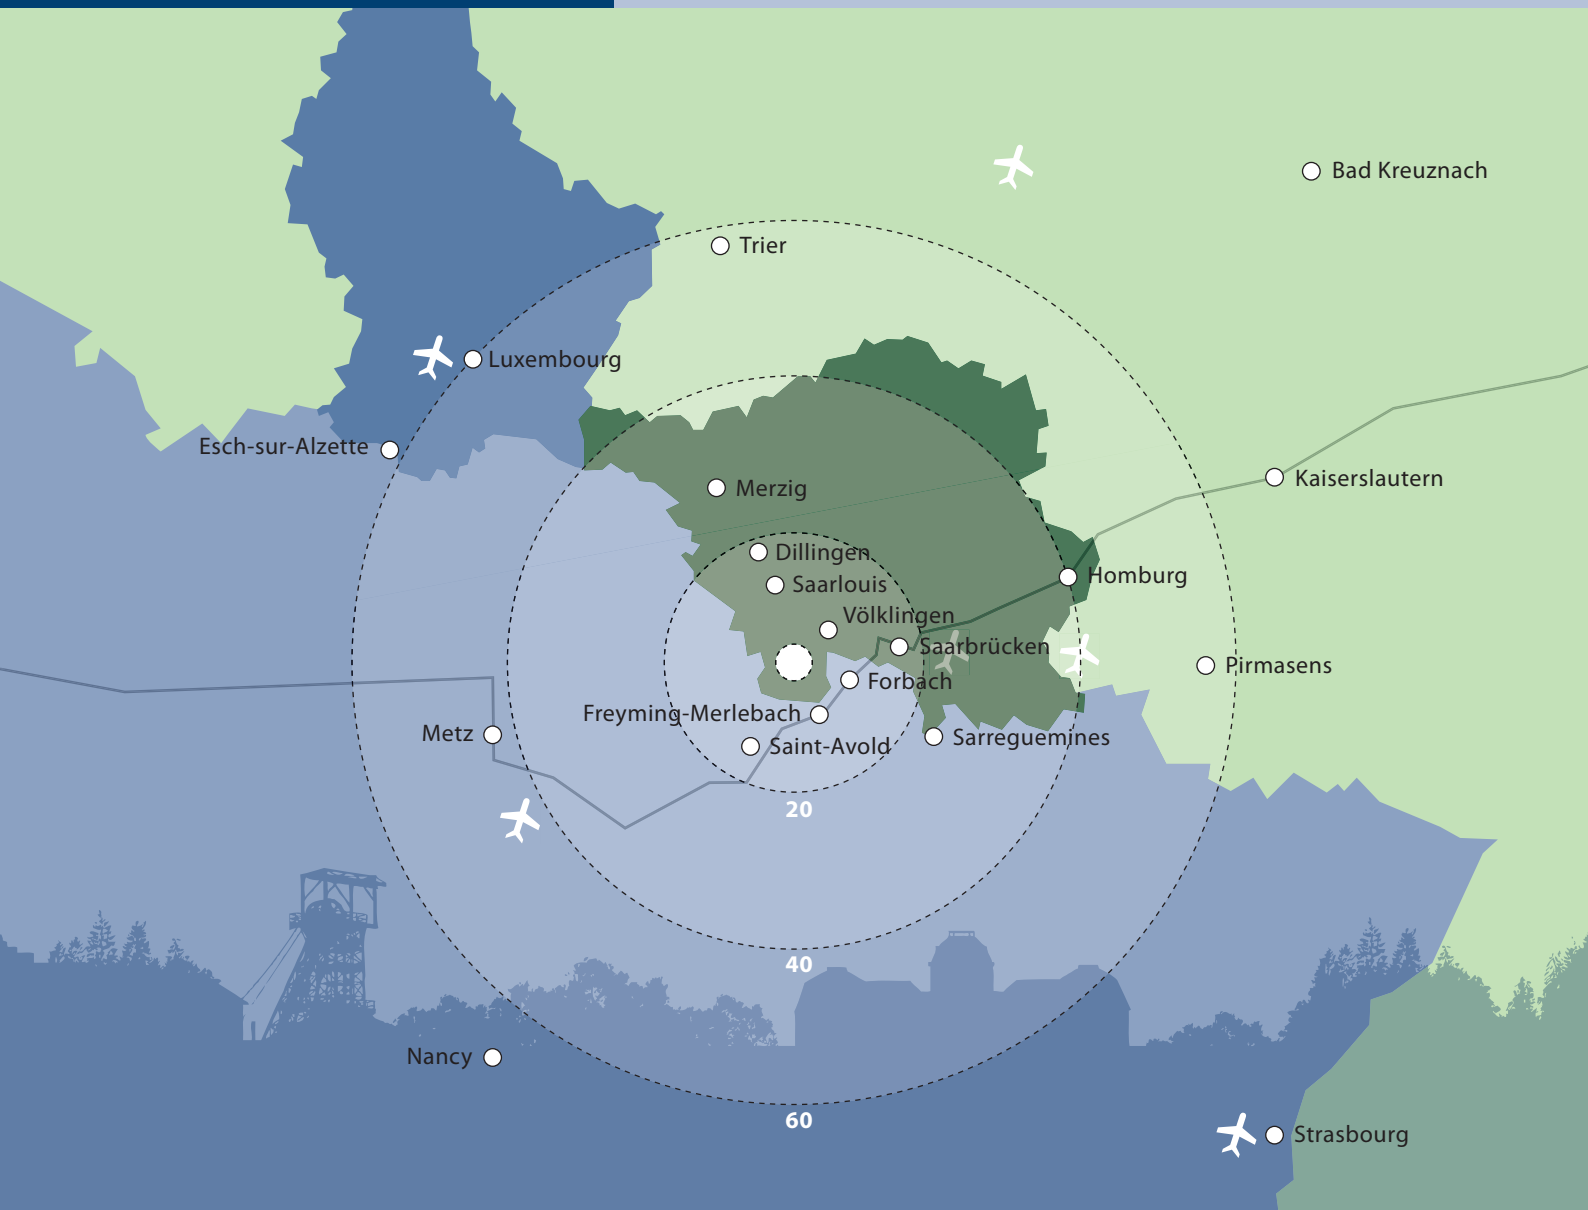 Bad Kreuznach
Trier
Luxembourg
Esch-sur-Alzette
Kaiserslautern
Merzig
Dillingen
Homburg
Saarlouis
Völklingen
Saarbrücken
Pirmasens
Forbach
Freyming-Merlebach
Metz
Sarreguemines
Saint-Avold
20
40
Nancy
60
Strasbourg